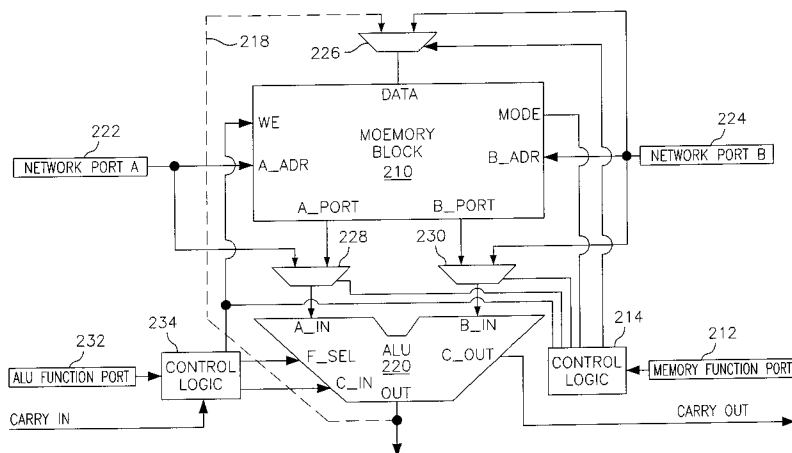 218
226
DATA
222
WE
MODE
224
MOEMORY
BLOCK
210
NETWORK PORT A
A_ADR
B_ADR
NETWORK PORT B
A_PORT
B_PORT
228
230
A_IN
B_IN
214
234
232
F_SEL
ALU
220
C_OUT
212
ALU FUNCTION PORT
CONTROL
LOGIC
C_IN
OUT
CONTROL
LOGIC
MEMORY FUNCTION PORT
CARRY IN
CARRY OUT